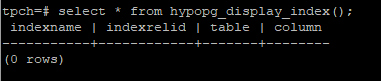 tpch=# select * from hypopg_display_index();
 indexname | indexrelid | table | column
-----------+------------+-------+--------
(0 rows)